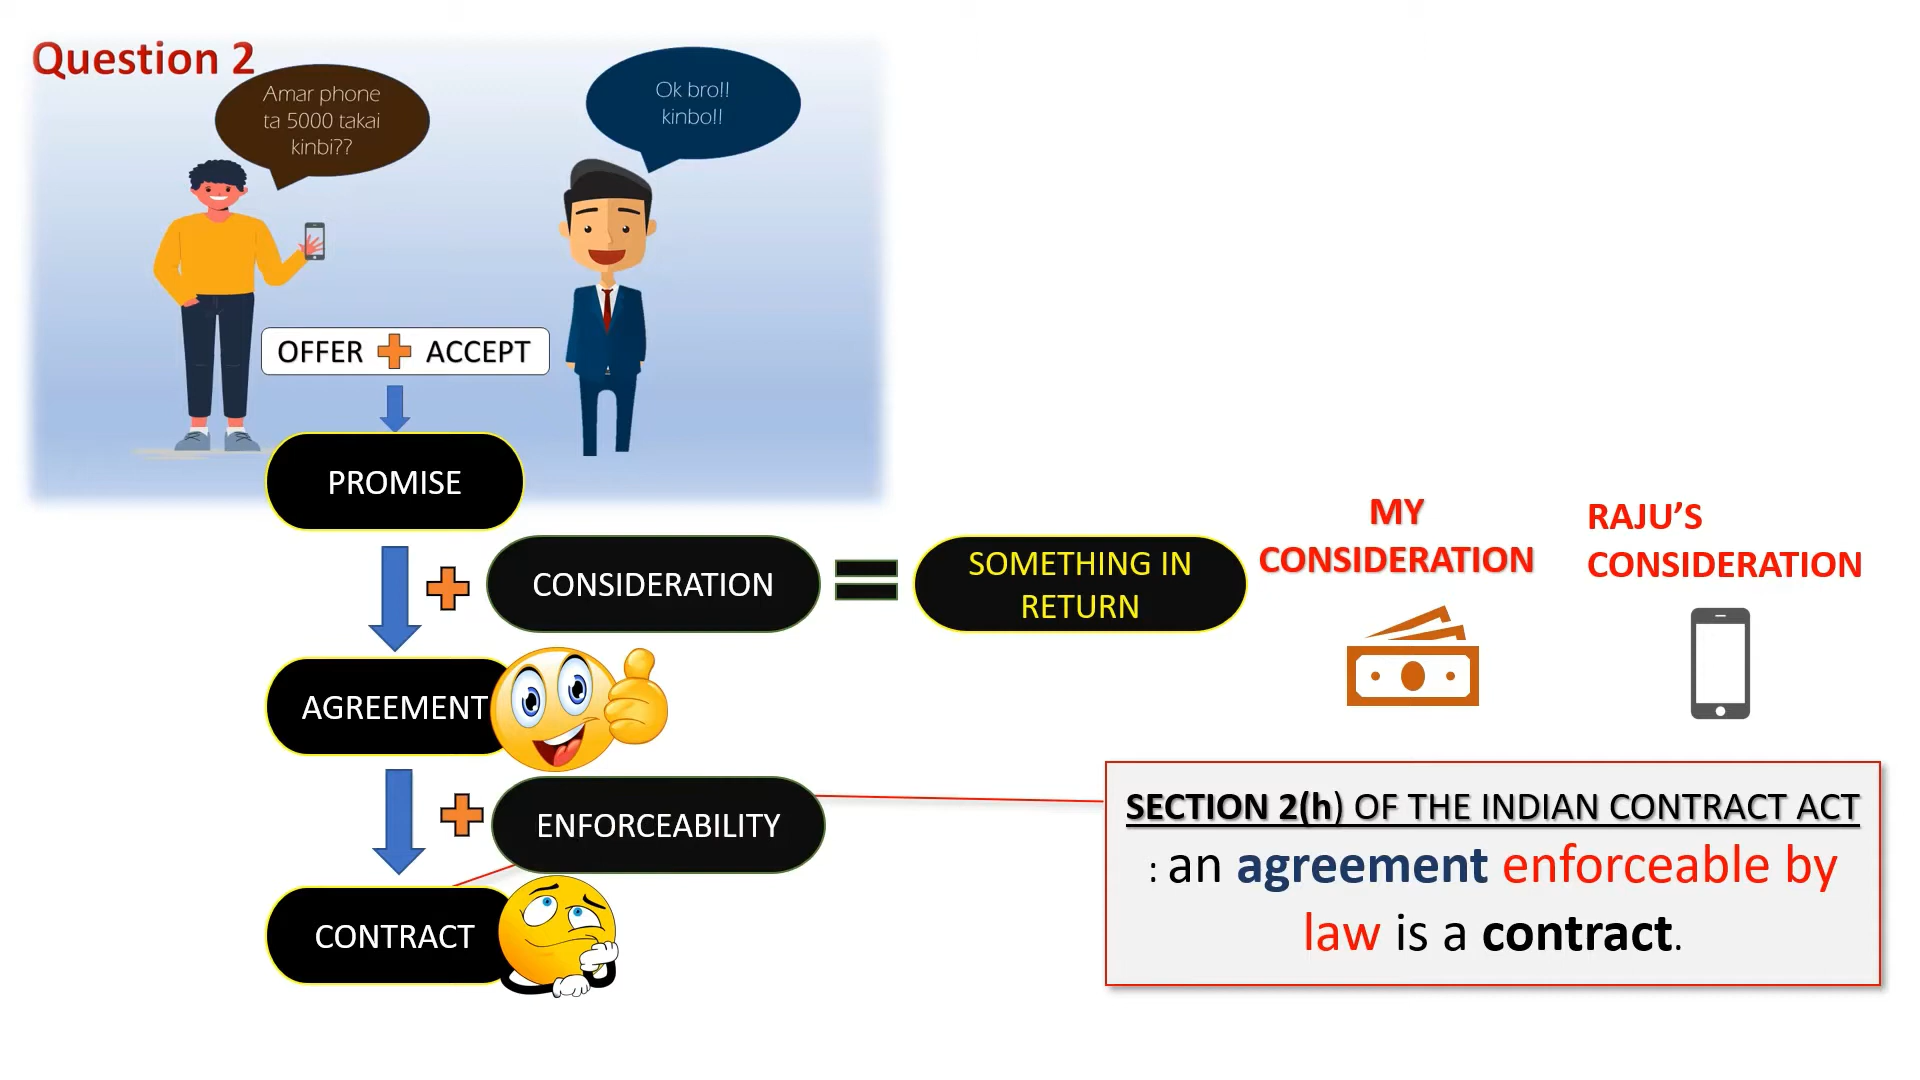 Question 2
Amar phone
ta 5000 takai
kinbi??
Ok bro!!
kinbo!!
OFFER ACCEPT
PROMISE
CONSIDERATION
SOMETHING IN
RETURN
MY
CONSIDERATION
RAJU’S
CONSIDERATION
AGREEMENT
ENFORCEABILITY
CONTRACT
SECTION 2(h) OF THE INDIAN CONTRACT ACT
: an agreement enforceable by
law is a contract.